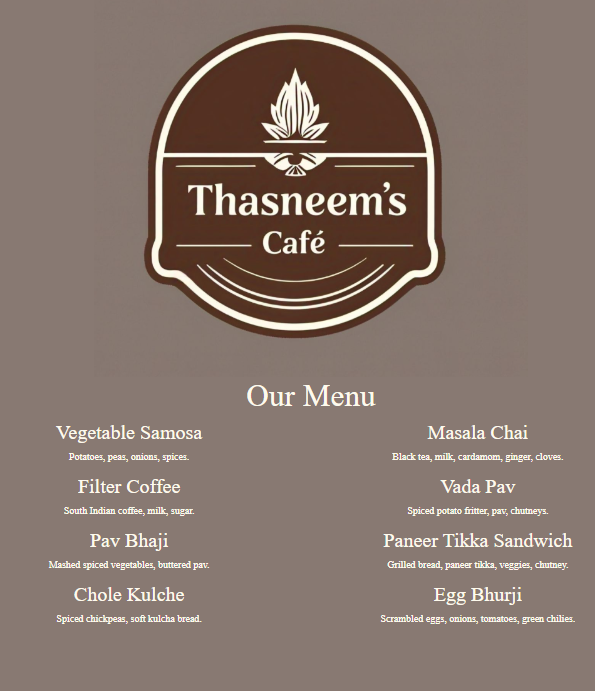 Thasneem's
Café
Our Menu
Vegetable Samosa
Potatoes, peas, onions, spices.
Filter Coffee
South Indian coffee, milk, sugar.
Pav Bhaji
Mashed spiced vegetables, buttered pav.
Chole Kulche
Spiced chickpeas, soft kulcha bread.
Masala Chai
Black tea, milk, cardamom, ginger, cloves.
Vada Pav
Spiced potato fritter, pav, chutneys.
Paneer Tikka Sandwich
Grilled bread, paneer tikka, veggies, chutney.
Egg Bhurji
Scrambled eggs, onions, tomatoes, green chilies.